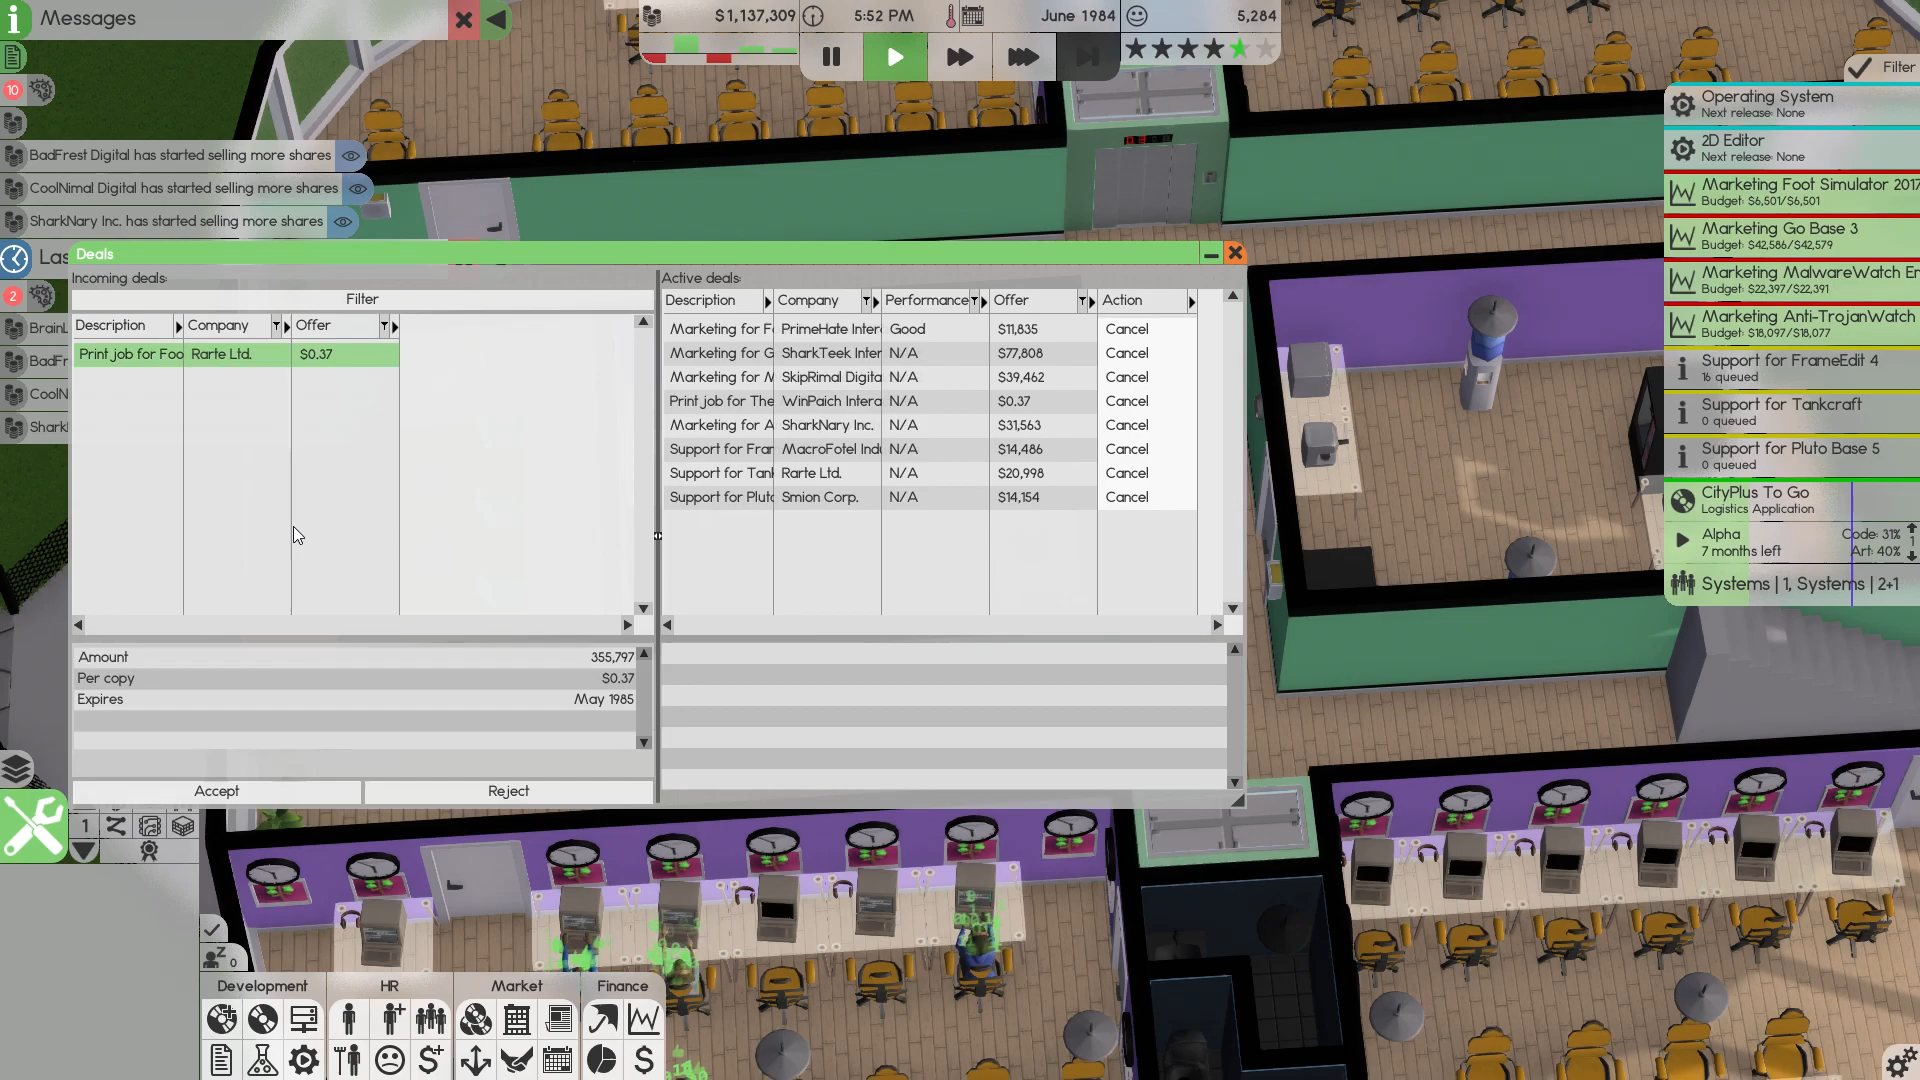 Messages
$1,137,309
5:52 PM
June 1984
5,284
Filter
10
BadFrest Digital has started selling more shares
CoolNimal Digital has started selling more shares
SharkNary Inc. has started selling more shares
Las
2
BrainL
BadFr
CoolN
Shark
Deals
Incoming deals:
Filter
Description Company Offer
Print job for Foo Rarte Ltd. $0.37
Amount 355,797
Per copy $0.37
Expires May 1985
Accept Reject
Active deals:
Description Company Performance Offer Action
Marketing for Fo PrimeHate Inter Good $11,835 Cancel
Marketing for G SharkTeek Inter N/A $77,808 Cancel
Marketing for M SkipRimal Digita N/A $39,462 Cancel
Print job for The WinPaich Intera N/A $0.37 Cancel
Marketing for A SharkNary Inc. N/A $31,563 Cancel
Support for Fram MacroFotel Indu N/A $14,486 Cancel
Support for Tank Rarte Ltd. N/A $20,998 Cancel
Support for Pluto Smion Corp. N/A $14,154 Cancel
Operating System
Next release: None
2D Editor
Next release: None
Marketing Foot Simulator 2017
Budget: $6,501/$6,501
Marketing Go Base 3
Budget: $42,586/$42,579
Marketing MalwareWatch En
Budget: $22,397/$22,391
Marketing Anti-TrojanWatch
Budget: $18,097/$18,077
Support for FrameEdit 4
16 queued
Support for Tankcraft
0 queued
Support for Pluto Base 5
0 queued
CityPlus To Go
Logistics Application
Alpha Code: 31%
7 months left Art: 40%
1
Systems | 1, Systems | 2+1
1
0
Development HR Market Finance